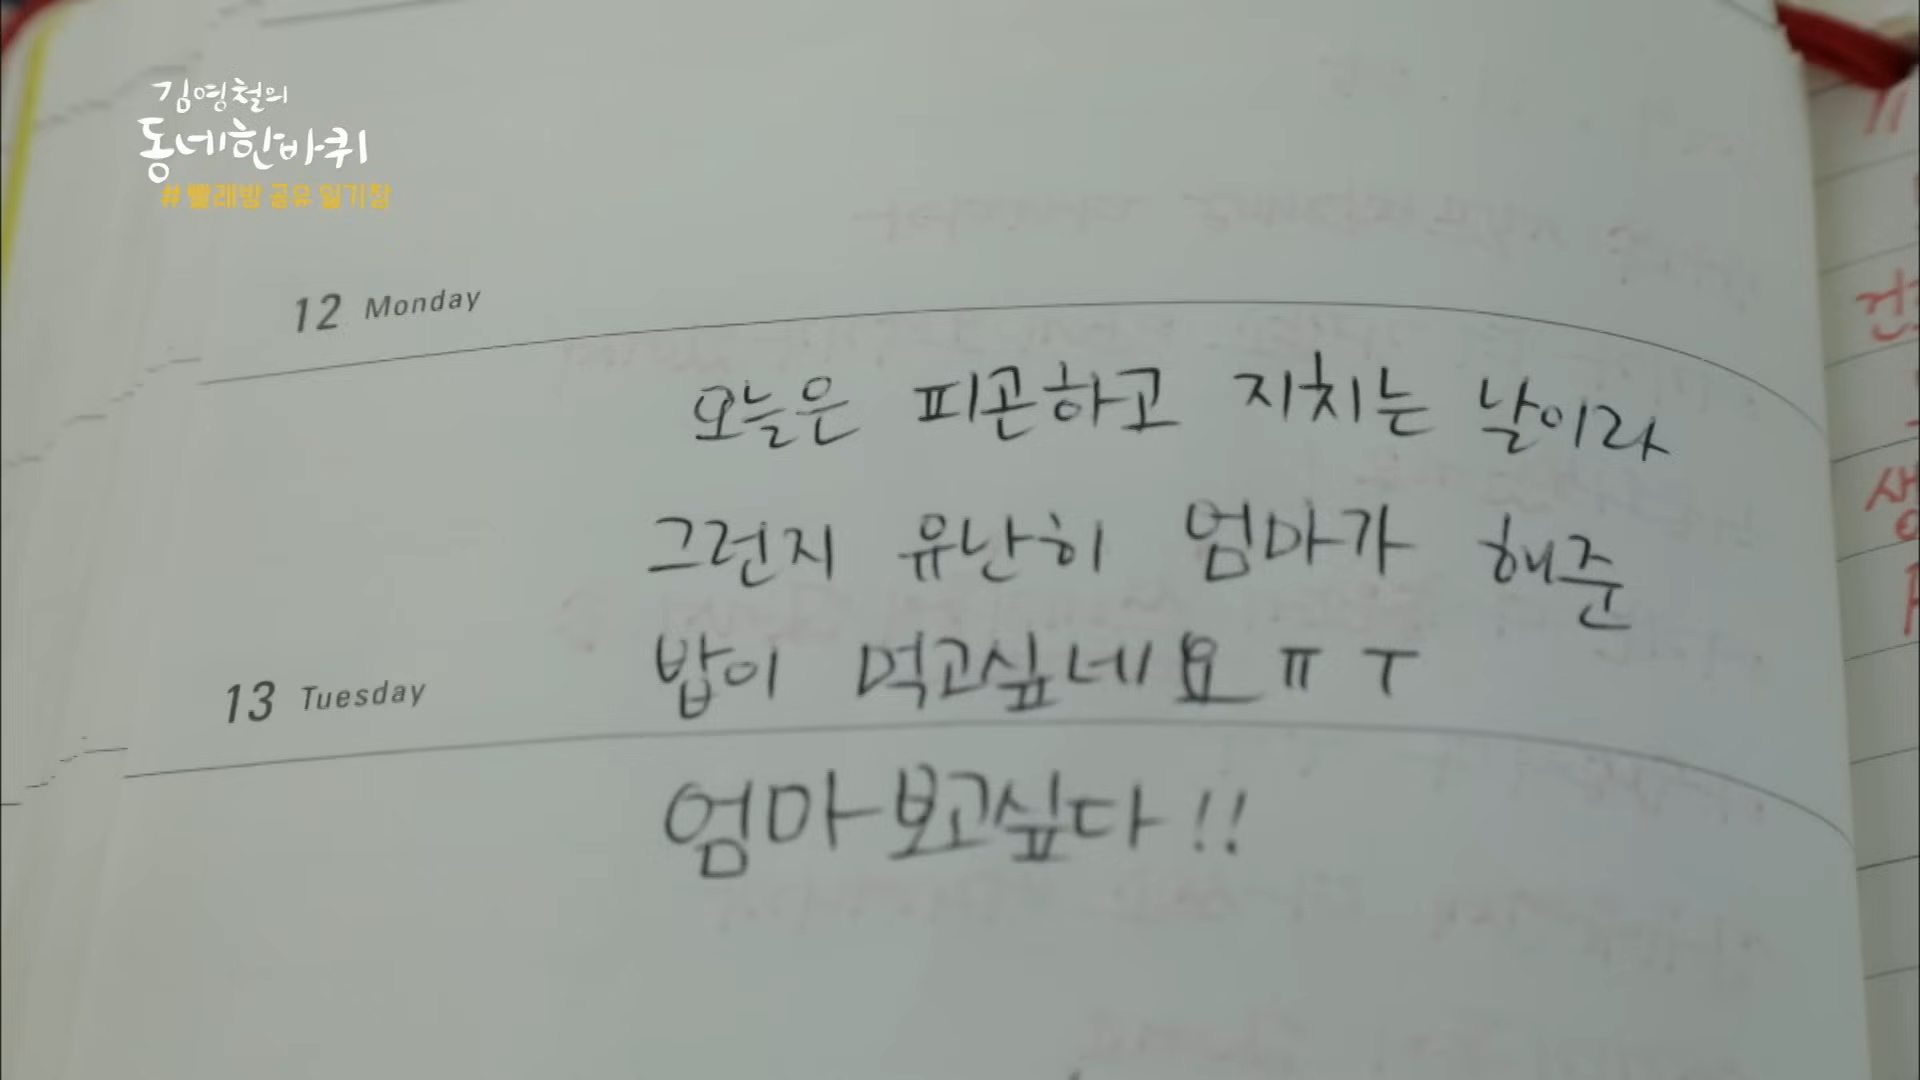 김영철의
동네한바퀴
# 빨래방 공유 일기장
12 Monday
오늘은 피곤하고 지치는 날이라
그런지 유난히 엄마가 해준
밥이 먹고싶네요 ㅠㅜ
13 Tuesday
엄마 보고싶다!!
건
생